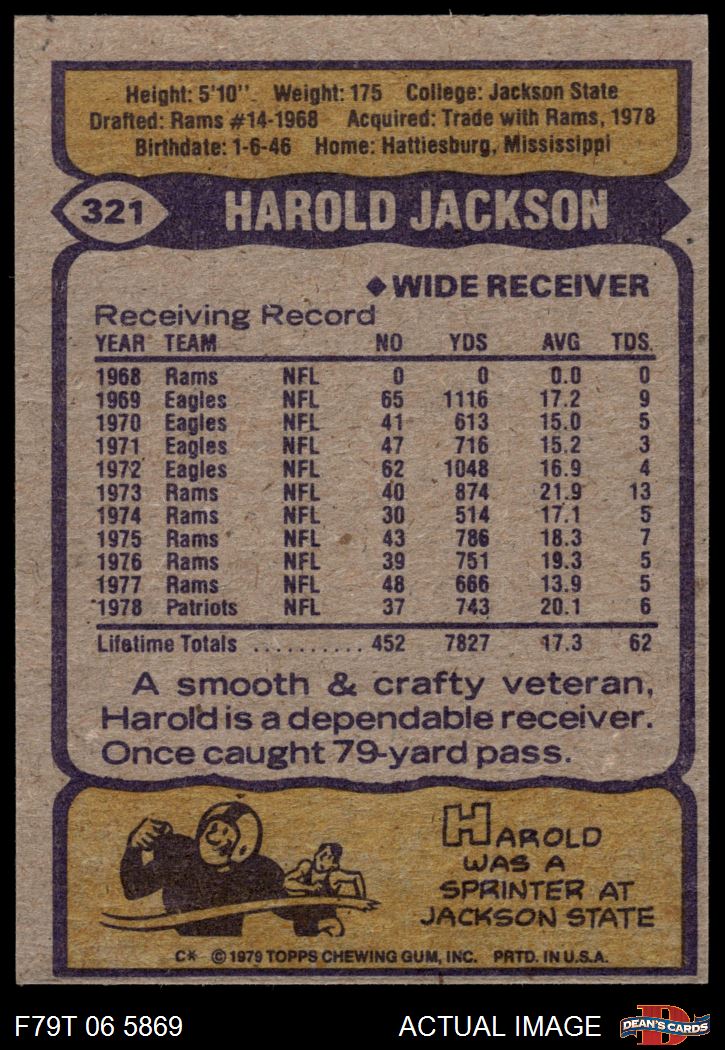 Height: 5'10" Weight: 175 College: Jackson State
Drafted: Rams #14-1968 Acquired: Trade with Rams, 1978
Birthdate: 1-6-46 Home: Hattiesburg, Mississippi
321 HAROLD JACKSON
♦ WIDE RECEIVER
Receiving Record
YEAR TEAM NO YDS AVG TDS.
1968 Rams NFL 0 0 0.0 0
1969 Eagles NFL 65 1116 17.2 9
1970 Eagles NFL 41 613 15.0 5
1971 Eagles NFL 47 716 15.2 3
1972 Eagles NFL 62 1048 16.9 4
1973 Rams NFL 40 874 21.9 13
1974 Rams NFL 30 514 17.1 5
1975 Rams NFL 43 786 18.3 7
1976 Rams NFL 39 751 19.3 5
1977 Rams NFL 48 666 13.9 5
1978 Patriots NFL 37 743 20.1 6
Lifetime Totals .......... 452 7827 17.3 62
A smooth & crafty veteran,
Harold is a dependable receiver.
Once caught 79-yard pass.
HAROLD
WAS A
SPRINTER AT
JACKSON STATE
C* © 1979 TOPPS CHEWING GUM, INC. PRTD. IN U.S.A.
F79T 06 5869 ACTUAL IMAGE D DEAN'S CARDS